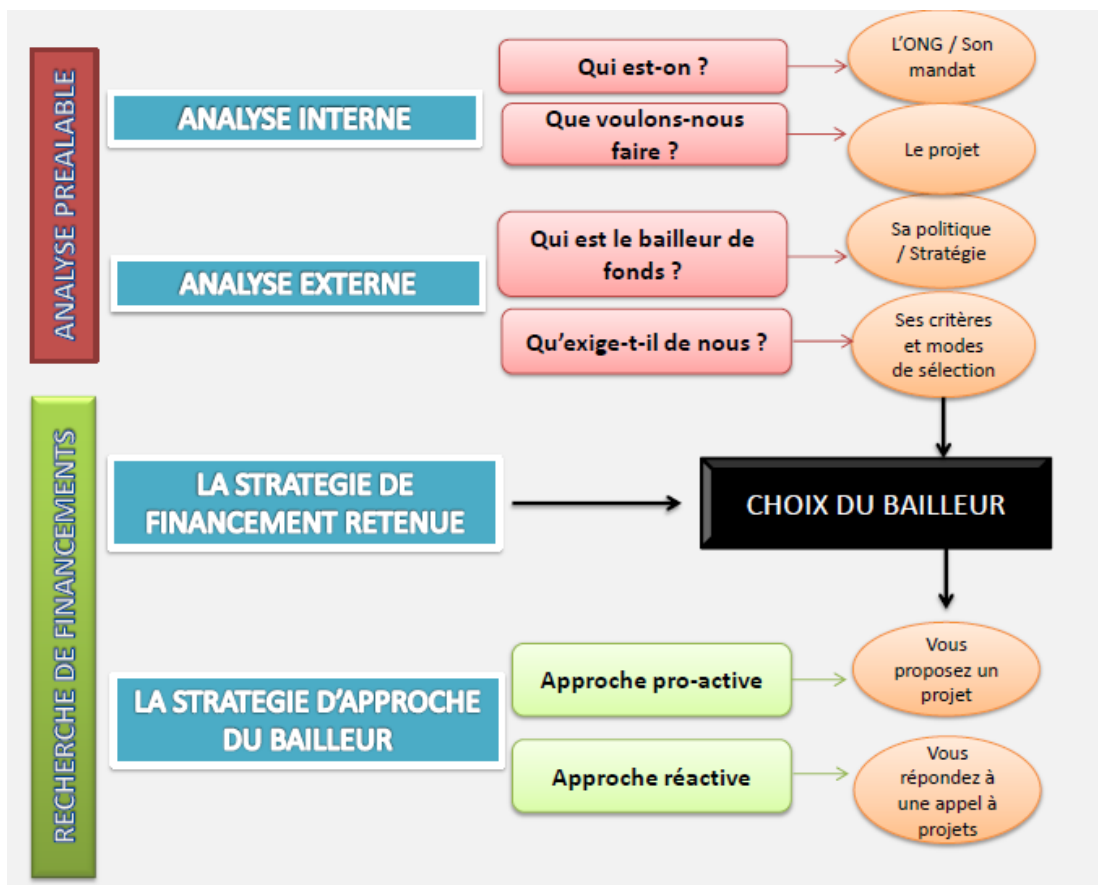 ANALYSE PREALABLE
ANALYSE INTERNE
Qui est-on ?
L'ONG / Son
mandat
Que voulons-nous
faire ?
Le projet
ANALYSE EXTERNE
Qui est le bailleur de
fonds ?
Sa politique
/ Stratégie
Qu'exige-t-il de nous ?
Ses critères
et modes
de sélection
RECHERCHE DE FINANCEMENTS
LA STRATEGIE DE
FINANCEMENT RETENUE
CHOIX DU BAILLEUR
LA STRATEGIE D'APPROCHE
DU BAILLEUR
Approche pro-active
Vous
proposez un
projet
Approche réactive
Vous
répondez à
une appel à
projets